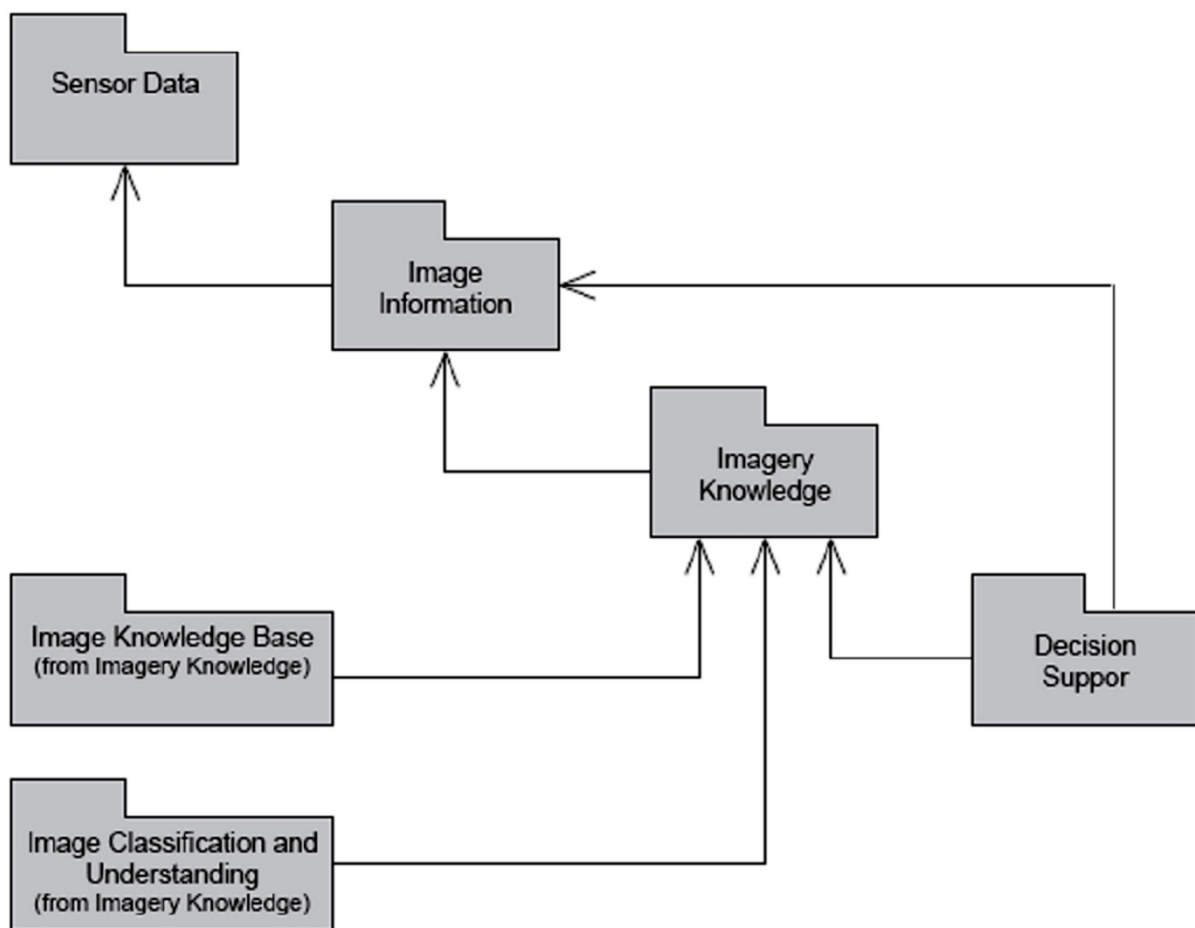 Sensor Data
Image
Information
Imagery
Knowledge
Image Knowledge Base
(from Imagery Knowledge)
Decision
Suppor
Image Classification and
Understanding
(from Imagery Knowledge)